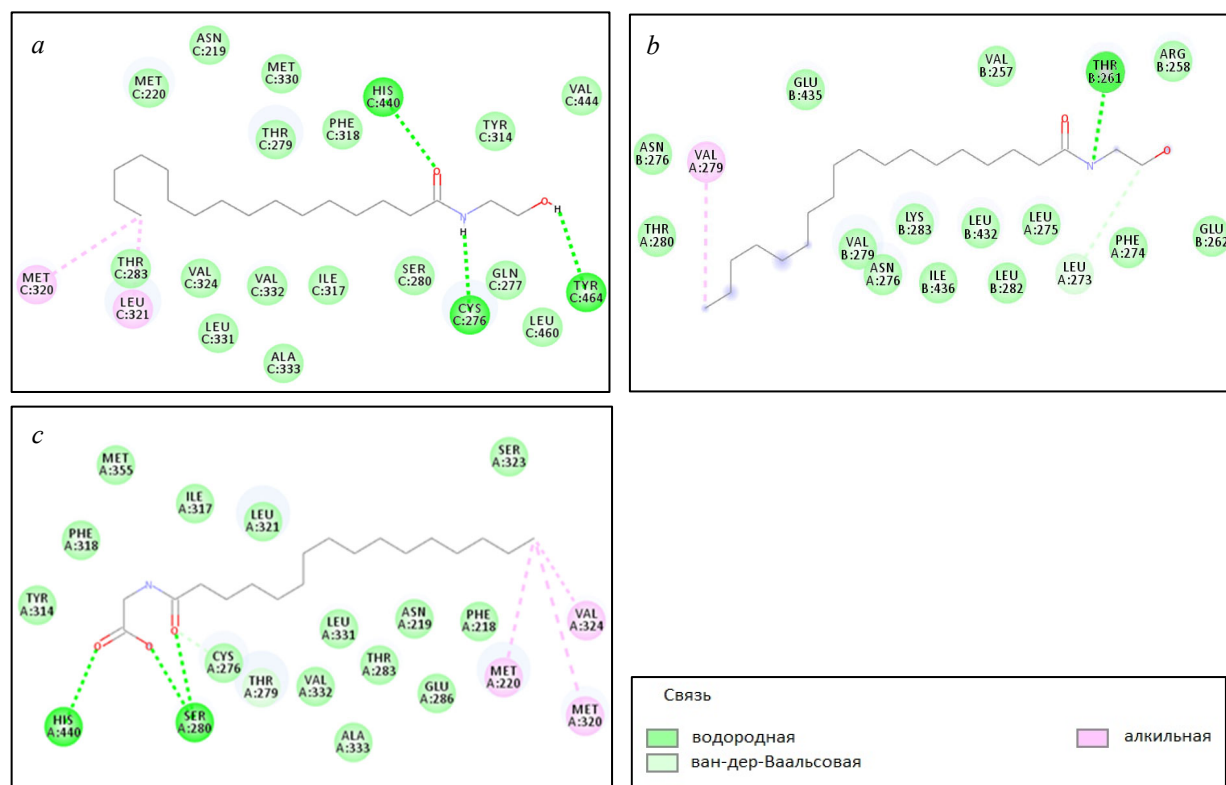 a
ASN
C:219
MET
C:220
MET
C:330
HIS
C:440
VAL
C:444
THR
C:279
PHE
C:318
TYR
C:314
O
N
H
O
H
MET
C:320
THR
C:283
LEU
C:321
VAL
C:324
VAL
C:332
ILE
C:317
SER
C:280
GLN
C:277
TYR
C:464
CYS
C:276
LEU
C:460
LEU
C:331
ALA
C:333
b
GLU
B:435
VAL
B:257
THR
B:261
ARG
B:258
ASN
B:276
VAL
A:279
O
N
O
THR
A:280
VAL
B:279
LYS
B:283
LEU
B:432
LEU
A:275
PHE
A:274
GLU
B:262
ASN
A:276
ILE
B:436
LEU
B:282
LEU
A:273
c
MET
A:355
SER
A:323
ILE
A:317
LEU
A:321
PHE
A:318
TYR
A:314
N
O
O
O
LEU
A:331
ASN
A:219
PHE
A:218
VAL
A:324
CYS
A:276
THR
A:279
VAL
A:332
THR
A:283
GLU
A:286
MET
A:220
MET
A:320
HIS
A:440
SER
A:280
ALA
A:333
Связь
водородная
алкильная
ван-дер-Ваальсовая